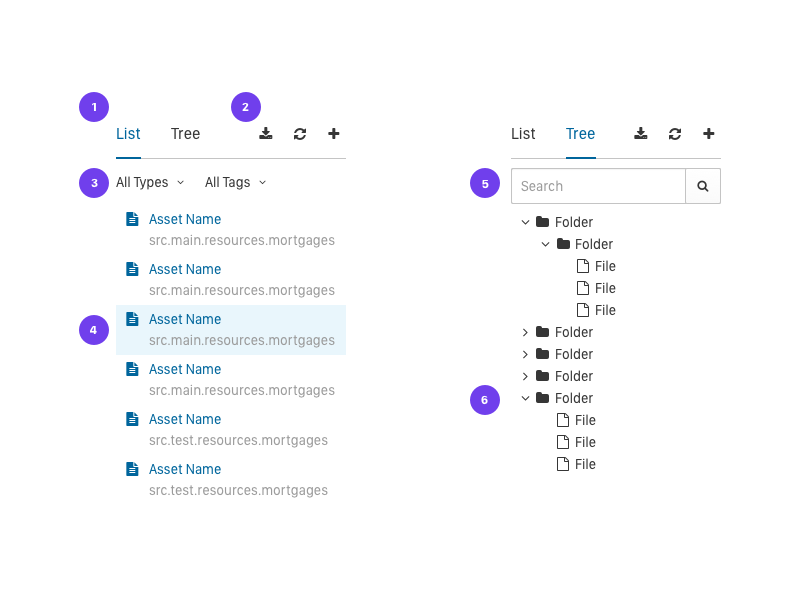 1
2
List Tree
3
All Types All Tags
Asset Name
src.main.resources.mortgages
Asset Name
src.main.resources.mortgages
4
Asset Name
src.main.resources.mortgages
Asset Name
src.main.resources.mortgages
Asset Name
src.test.resources.mortgages
Asset Name
src.test.resources.mortgages
List Tree
5
Search
Folder
Folder
File
File
File
Folder
Folder
Folder
6
Folder
File
File
File